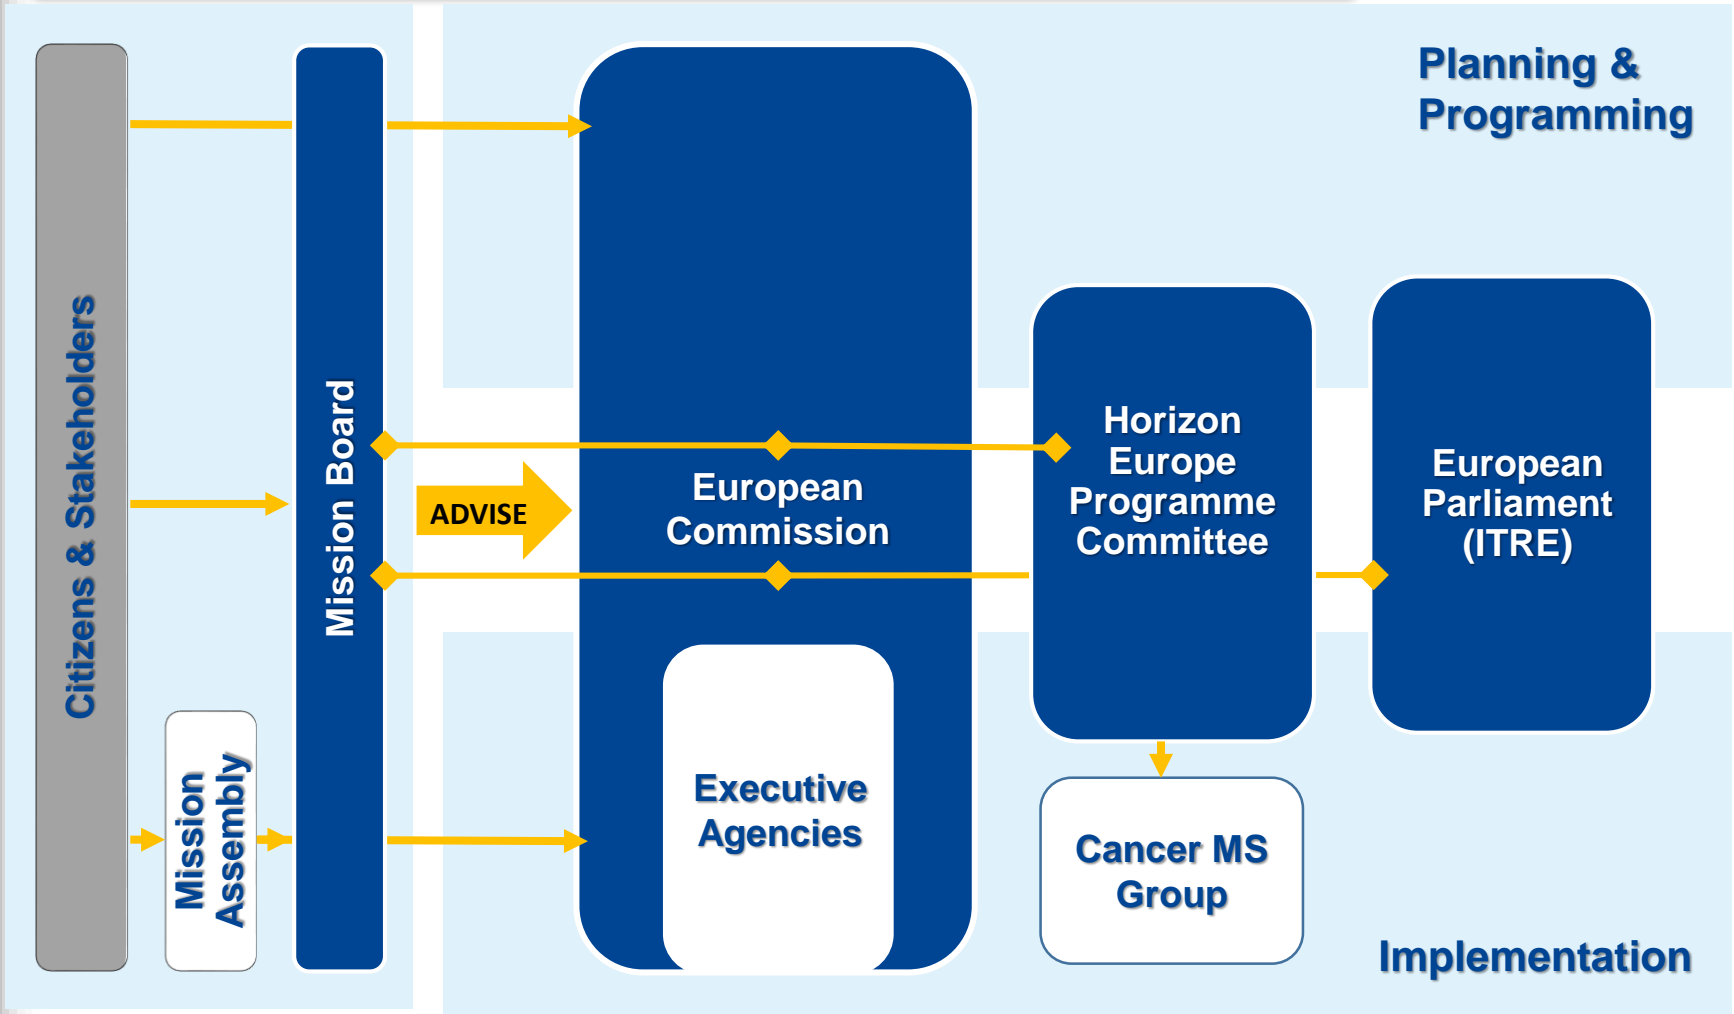 Planning &
Programming
Citizens & Stakeholders
Mission Board
ADVISE
European
Commission
Horizon
Europe
Programme
Committee
European
Parliament
(ITRE)
Mission
Assembly
Executive
Agencies
Cancer MS
Group
Implementation